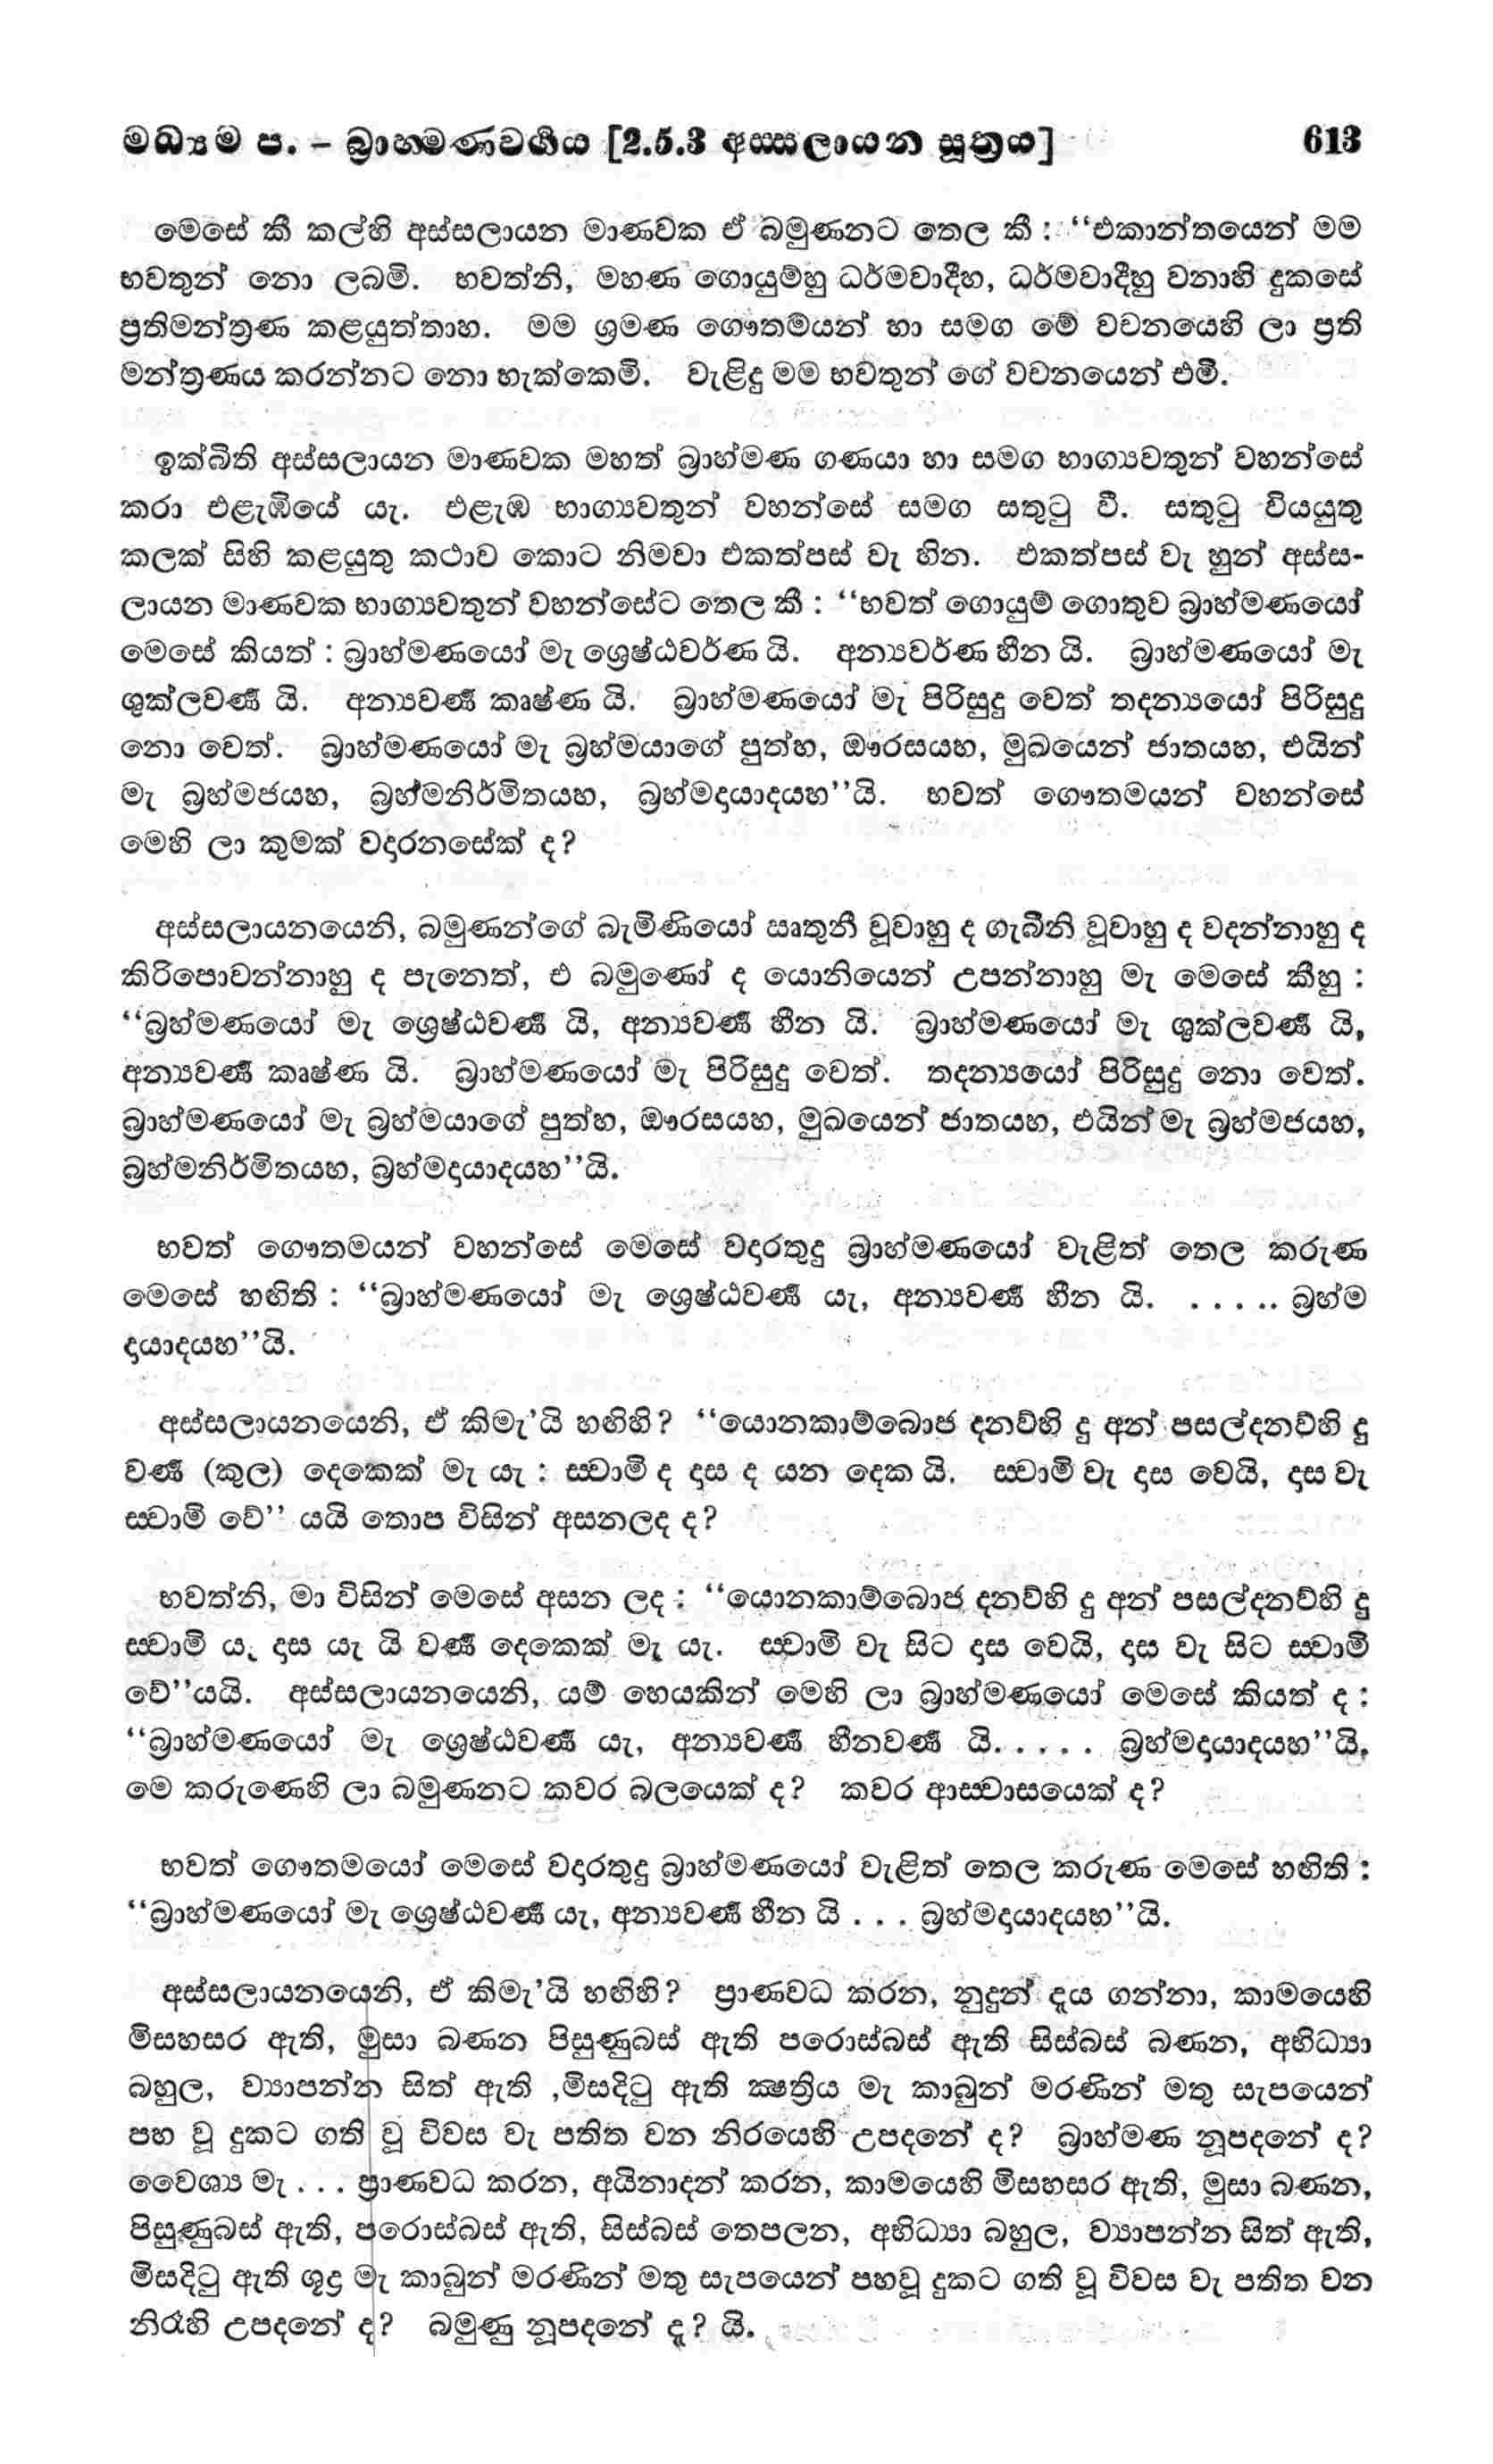 මධ්‍යම ප. – බ්‍රාහ්මණවර්ගය [2.5.3 අස්සලායන සූත්‍රය] 613
මෙසේ කී කල්හි අස්සලායන මාණවක ඒ බමුණනට තෙල කී : “එකාන්තයෙන් මම
භවතුන් නො ලබමි. භවත්නි, මහණ ගොයුම්හු ධර්මවාදීහ, ධර්මවාදීහු වනාහි දුකසේ
ප්‍රතිමන්ත්‍රණ කළයුත්තාහ. මම ශ්‍රමණ ගෞතමයන් හා සමග මේ වචනයෙහි ලා ප්‍රති
මන්ත්‍රණය කරන්නට නො හැක්කෙමි. වැළිදු මම භවතුන් ගේ වචනයෙන් එමි.
ඉක්බිති අස්සලායන මාණවක මහත් බ්‍රාහ්මණ ගණයා හා සමග භාග්‍යවතුන් වහන්සේ
කරා එළැඹියේ යැ. එළැඹ භාග්‍යවතුන් වහන්සේ සමග සතුටු වී. සතුටු වියයුතු
කලක් සිහි කළයුතු කථාව කොට නිමවා එකත්පස් වැ හින. එකත්පස් වැ හුන් අස්ස-
ලායන මාණවක භාග්‍යවතුන් වහන්සේට තෙල කී : “භවත් ගොයුම් ගොතුව බ්‍රාහ්මණයෝ
මෙසේ කියත් : බ්‍රාහ්මණයෝ මැ ශ්‍රෙෂ්ඨවර්ණ යි. අන්‍යවර්ණ හීන යි. බ්‍රාහ්මණයෝ මැ
ශුක්ලවර්‍ණ යි. අන්‍යවර්‍ණ කෘෂ්ණ යි. බ්‍රාහ්මණයෝ මැ පිරිසුදු වෙත් තදන්‍යයෝ පිරිසුදු
නො වෙත්. බ්‍රාහ්මණයෝ මැ බ්‍රහ්මයාගේ පුත්හ, ඖරසයහ, මුඛයෙන් ජාතයහ, එයින්
මැ බ්‍රහ්මජයහ, බ්‍රහ්මනිර්මිතයහ, බ්‍රහ්මදායාදයහ”යි. භවත් ගෞතමයන් වහන්සේ
මෙහි ලා කුමක් වදාරනසේක් ද?
අස්සලායනයෙනි, බමුණන්ගේ බැමිණියෝ ඍතුනී වූවාහු ද ගැබිනි වූවාහු ද වදන්නාහු ද
කිරිපොවන්නාහු ද පැනෙත්, එ බමුණෝ ද යොනියෙන් උපන්නාහු මැ මෙසේ කීහු :
“බ්‍රහ්මණයෝ මැ ශ්‍රෙෂ්ඨවර්‍ණ යි, අන්‍යවර්‍ණ හීන යි. බ්‍රාහ්මණයෝ මැ ශුක්ලවර්‍ණ යි,
අන්‍යවර්‍ණ කෘෂ්ණ යි. බ්‍රාහ්මණයෝ මැ පිරිසුදු වෙත්. තදන්‍යයෝ පිරිසුදු නො වෙත්.
බ්‍රාහ්මණයෝ මැ බ්‍රහ්මයාගේ පුත්හ, ඖරසයහ, මුඛයෙන් ජාතයහ, එයින් මැ බ්‍රහ්මජයහ,
බ්‍රහ්මනිර්මිතයහ, බ්‍රහ්මදායාදයහ”යි.
භවත් ගෞතමයන් වහන්සේ මෙසේ වදාරතුදු බ්‍රාහ්මණයෝ වැළිත් තෙල කරුණ
මෙසේ හඟිති : “බ්‍රාහ්මණයෝ මැ ශ්‍රෙෂ්ඨවර්‍ණ යැ, අන්‍යවර්‍ණ හීන යි. . . . . . බ්‍රහ්ම
දායාදයහ”යි.
අස්සලායනයෙනි, ඒ කිමැ’යි හඟිහි? “යොනකාම්බොජ දනව්හි දු අන් පසල්දනව්හි දු
වර්‍ණ (කුල) දෙකෙක් මැ යැ : ස්වාමි ද දාස ද යන දෙක යි. ස්වාමි වැ දාස වෙයි, දාස වැ
ස්වාමි වේ” යයි තොප විසින් අසනලද ද?
භවත්නි, මා විසින් මෙසේ අසන ලද : “යොනකාම්බොජ දනව්හි දු අන් පසල්දනව්හි දු
ස්වාමි යැ දාස යැ යි වර්‍ණ දෙකෙක් මැ යැ. ස්වාමි වැ සිට දාස වෙයි, දාස වැ සිට ස්වාමි
වේ”යයි. අස්සලායනයෙනි, යම් හෙයකින් මෙහි ලා බ්‍රාහ්මණයෝ මෙසේ කියත් ද :
“බ්‍රාහ්මණයෝ මැ ශ්‍රෙෂ්ඨවර්‍ණ යැ, අන්‍යවර්‍ණ හීනවර්‍ණ යි. . . . . බ්‍රහ්මදායාදයහ”යි,
මෙ කරුණෙහි ලා බමුණනට කවර බලයෙක් ද? කවර ආස්වාසයෙක් ද?
භවත් ගෞතමයෝ මෙසේ වදාරතුදු බ්‍රාහ්මණයෝ වැළිත් තෙල කරුණ මෙසේ හඟිති :
“බ්‍රාහ්මණයෝ මැ ශ්‍රෙෂ්ඨවර්‍ණ යැ, අන්‍යවර්‍ණ හීන යි . . . බ්‍රහ්මදායාදයහ”යි.
අස්සලායනයෙනි, ඒ කිමැ’යි හඟිහි? ප්‍රාණවධ කරන, නුදුන් දෑය ගන්නා, කාමයෙහි
මිසහසර ඇති, මුසා බණන පිසුණුබස් ඇති පරොස්බස් ඇති සිස්බස් බණන, අභිධ්‍යා
බහුල, ව්‍යාපන්න සිත් ඇති ,මිසදිටු ඇති ක්‍ෂත්‍රිය මැ කාබුන් මරණින් මතු සැපයෙන්
පහ වූ දුකට ගති වූ විවස වැ පතිත වන නිරයෙහි උපදනේ ද? බ්‍රාහ්මණ නූපදනේ ද?
වෛශ්‍ය මැ . . . ප්‍රාණවධ කරන, අයිනාදන් කරන, කාමයෙහි මිසහසර ඇති, මුසා බණන,
පිසුණුබස් ඇති, පරොස්බස් ඇති, සිස්බස් තෙපලන, අභිධ්‍යා බහුල, ව්‍යාපන්න සිත් ඇති,
මිසදිටු ඇති ශූද්‍ර මැ කාබුන් මරණින් මතු සැපයෙන් පහවූ දුකට ගති වූ විවස වැ පතිත වන
නිරෑහි උපදනේ ද? බමුණු නූපදනේ දැ? යි.